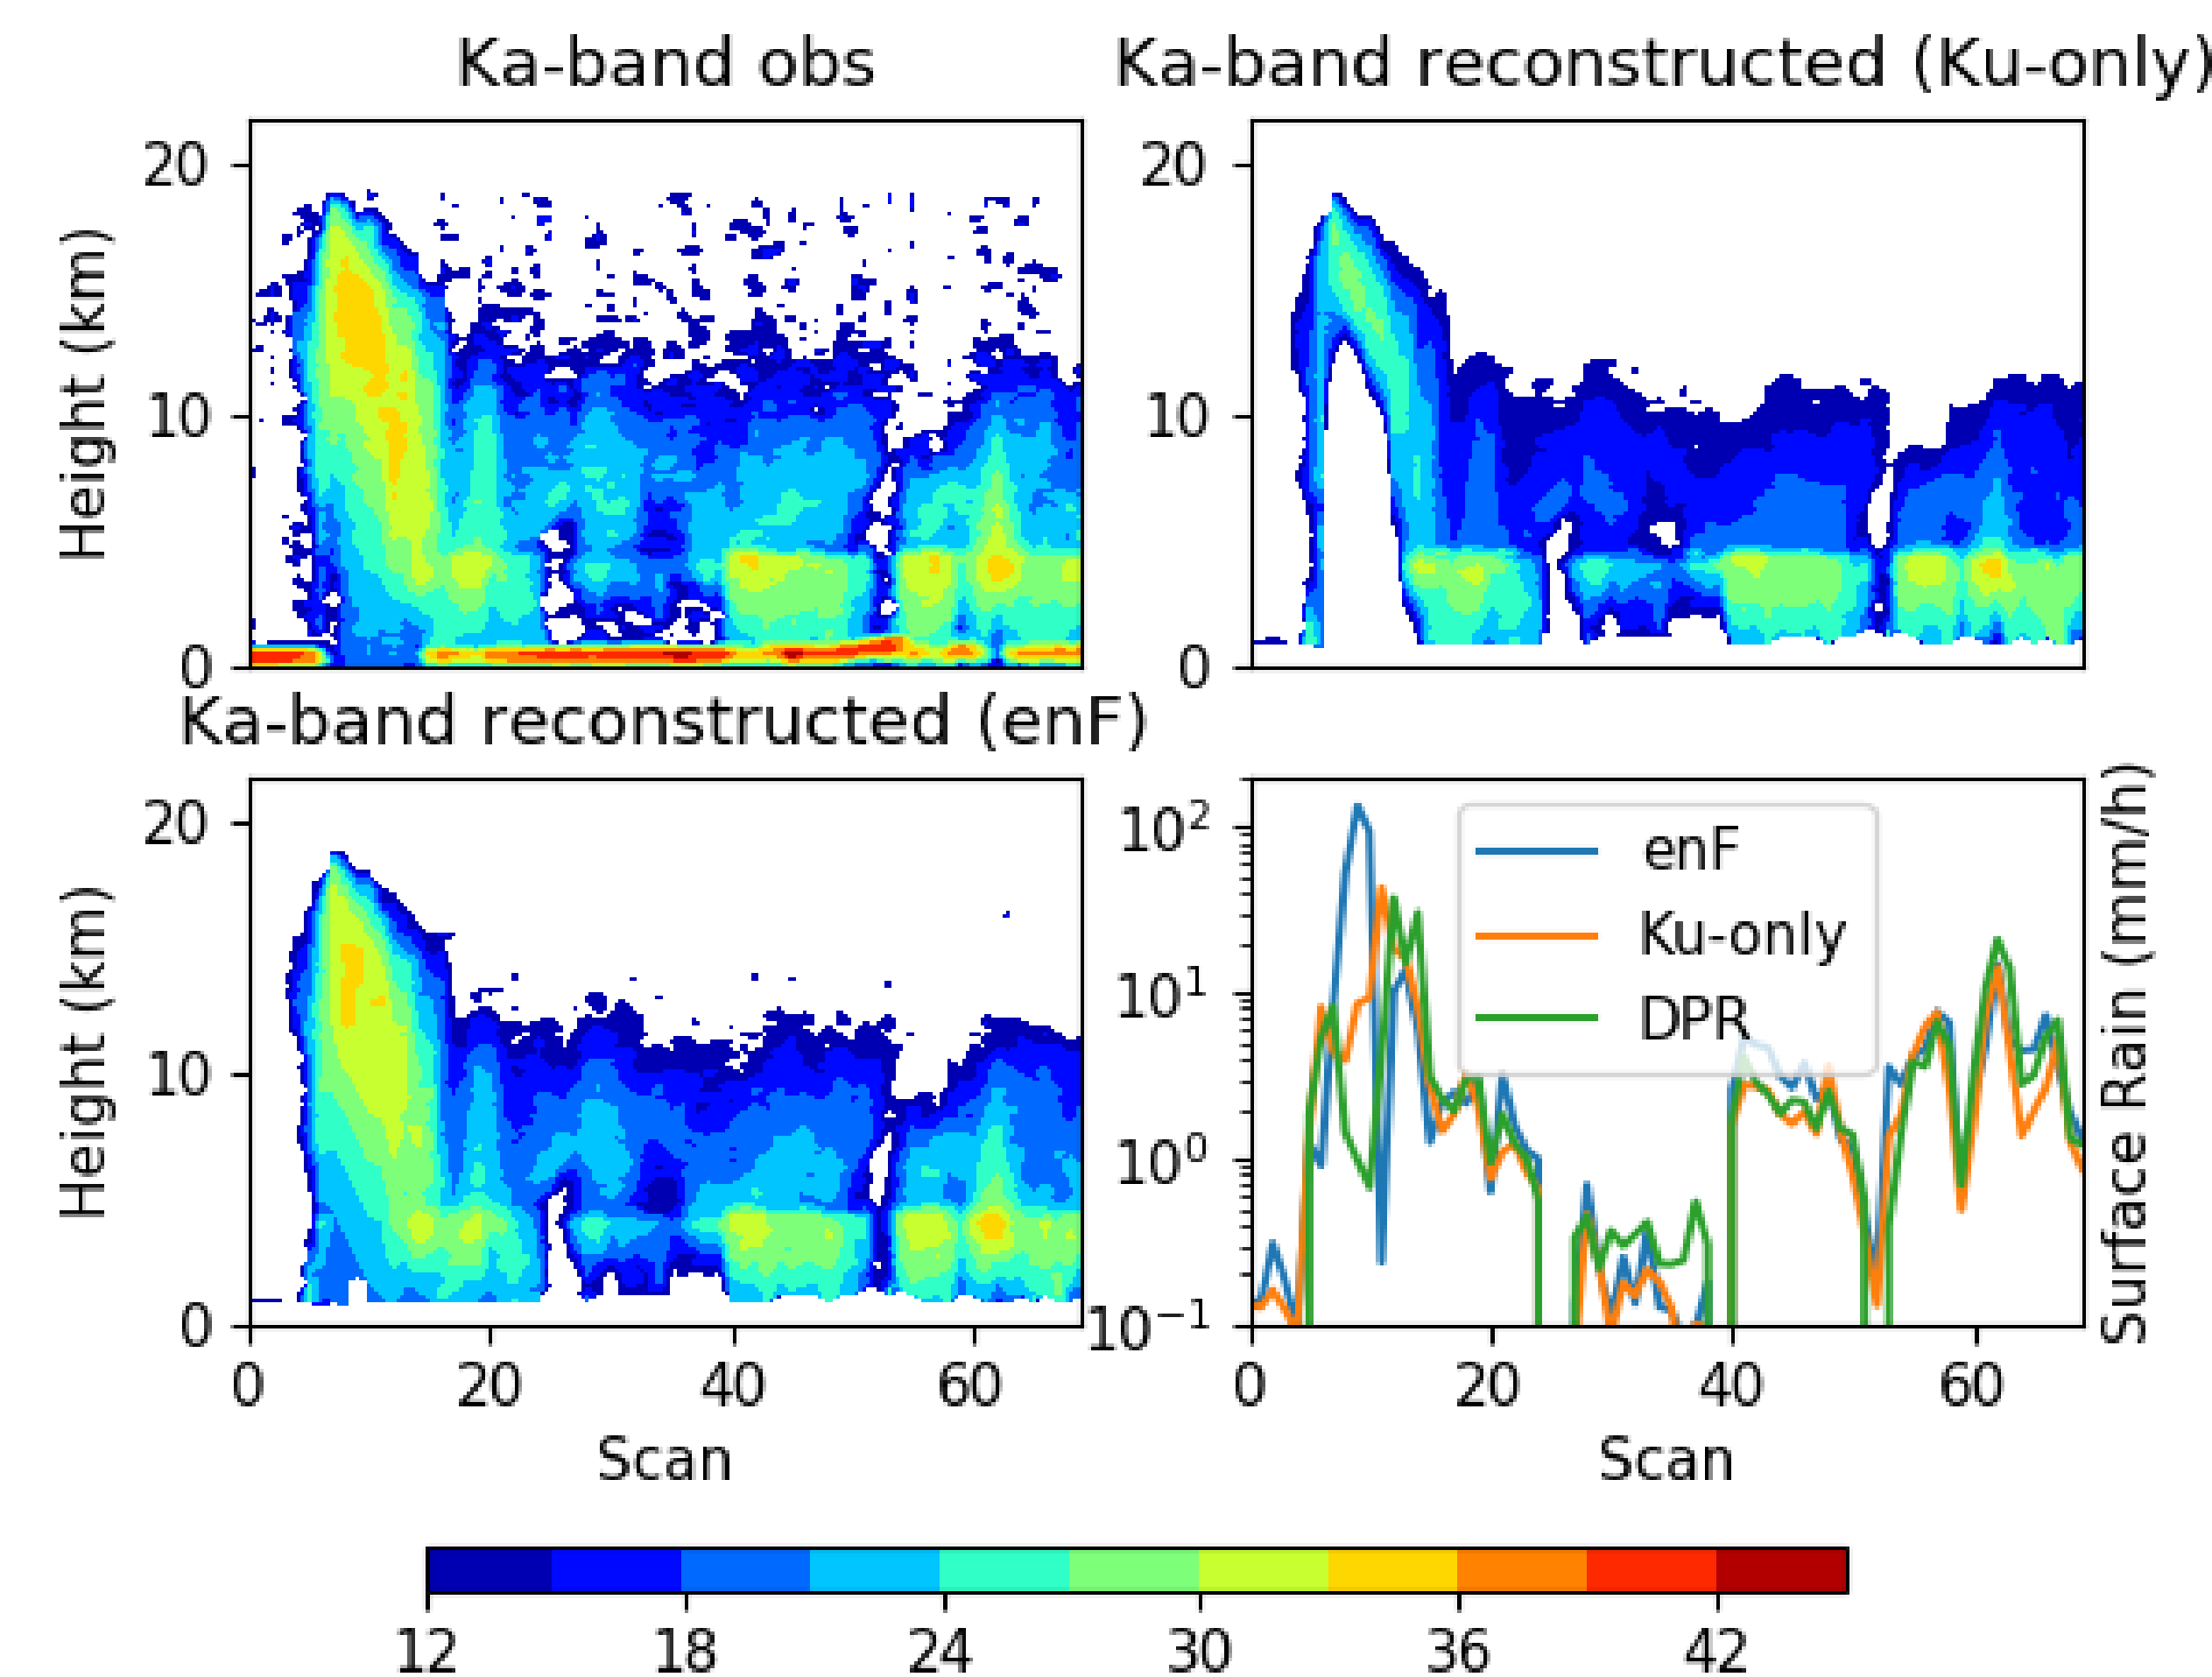 Ka-band obs
Ka-band reconstructed (Ku-only)
Height (km)
20
10
0
20
10
0
Ka-band reconstructed (enF)
Height (km)
20
10
0
0 20 40 60
Scan
10²
10¹
10⁰
10⁻¹
enF
Ku-only
DPR
Surface Rain (mm/h)
0 20 40 60
Scan
12 18 24 30 36 42